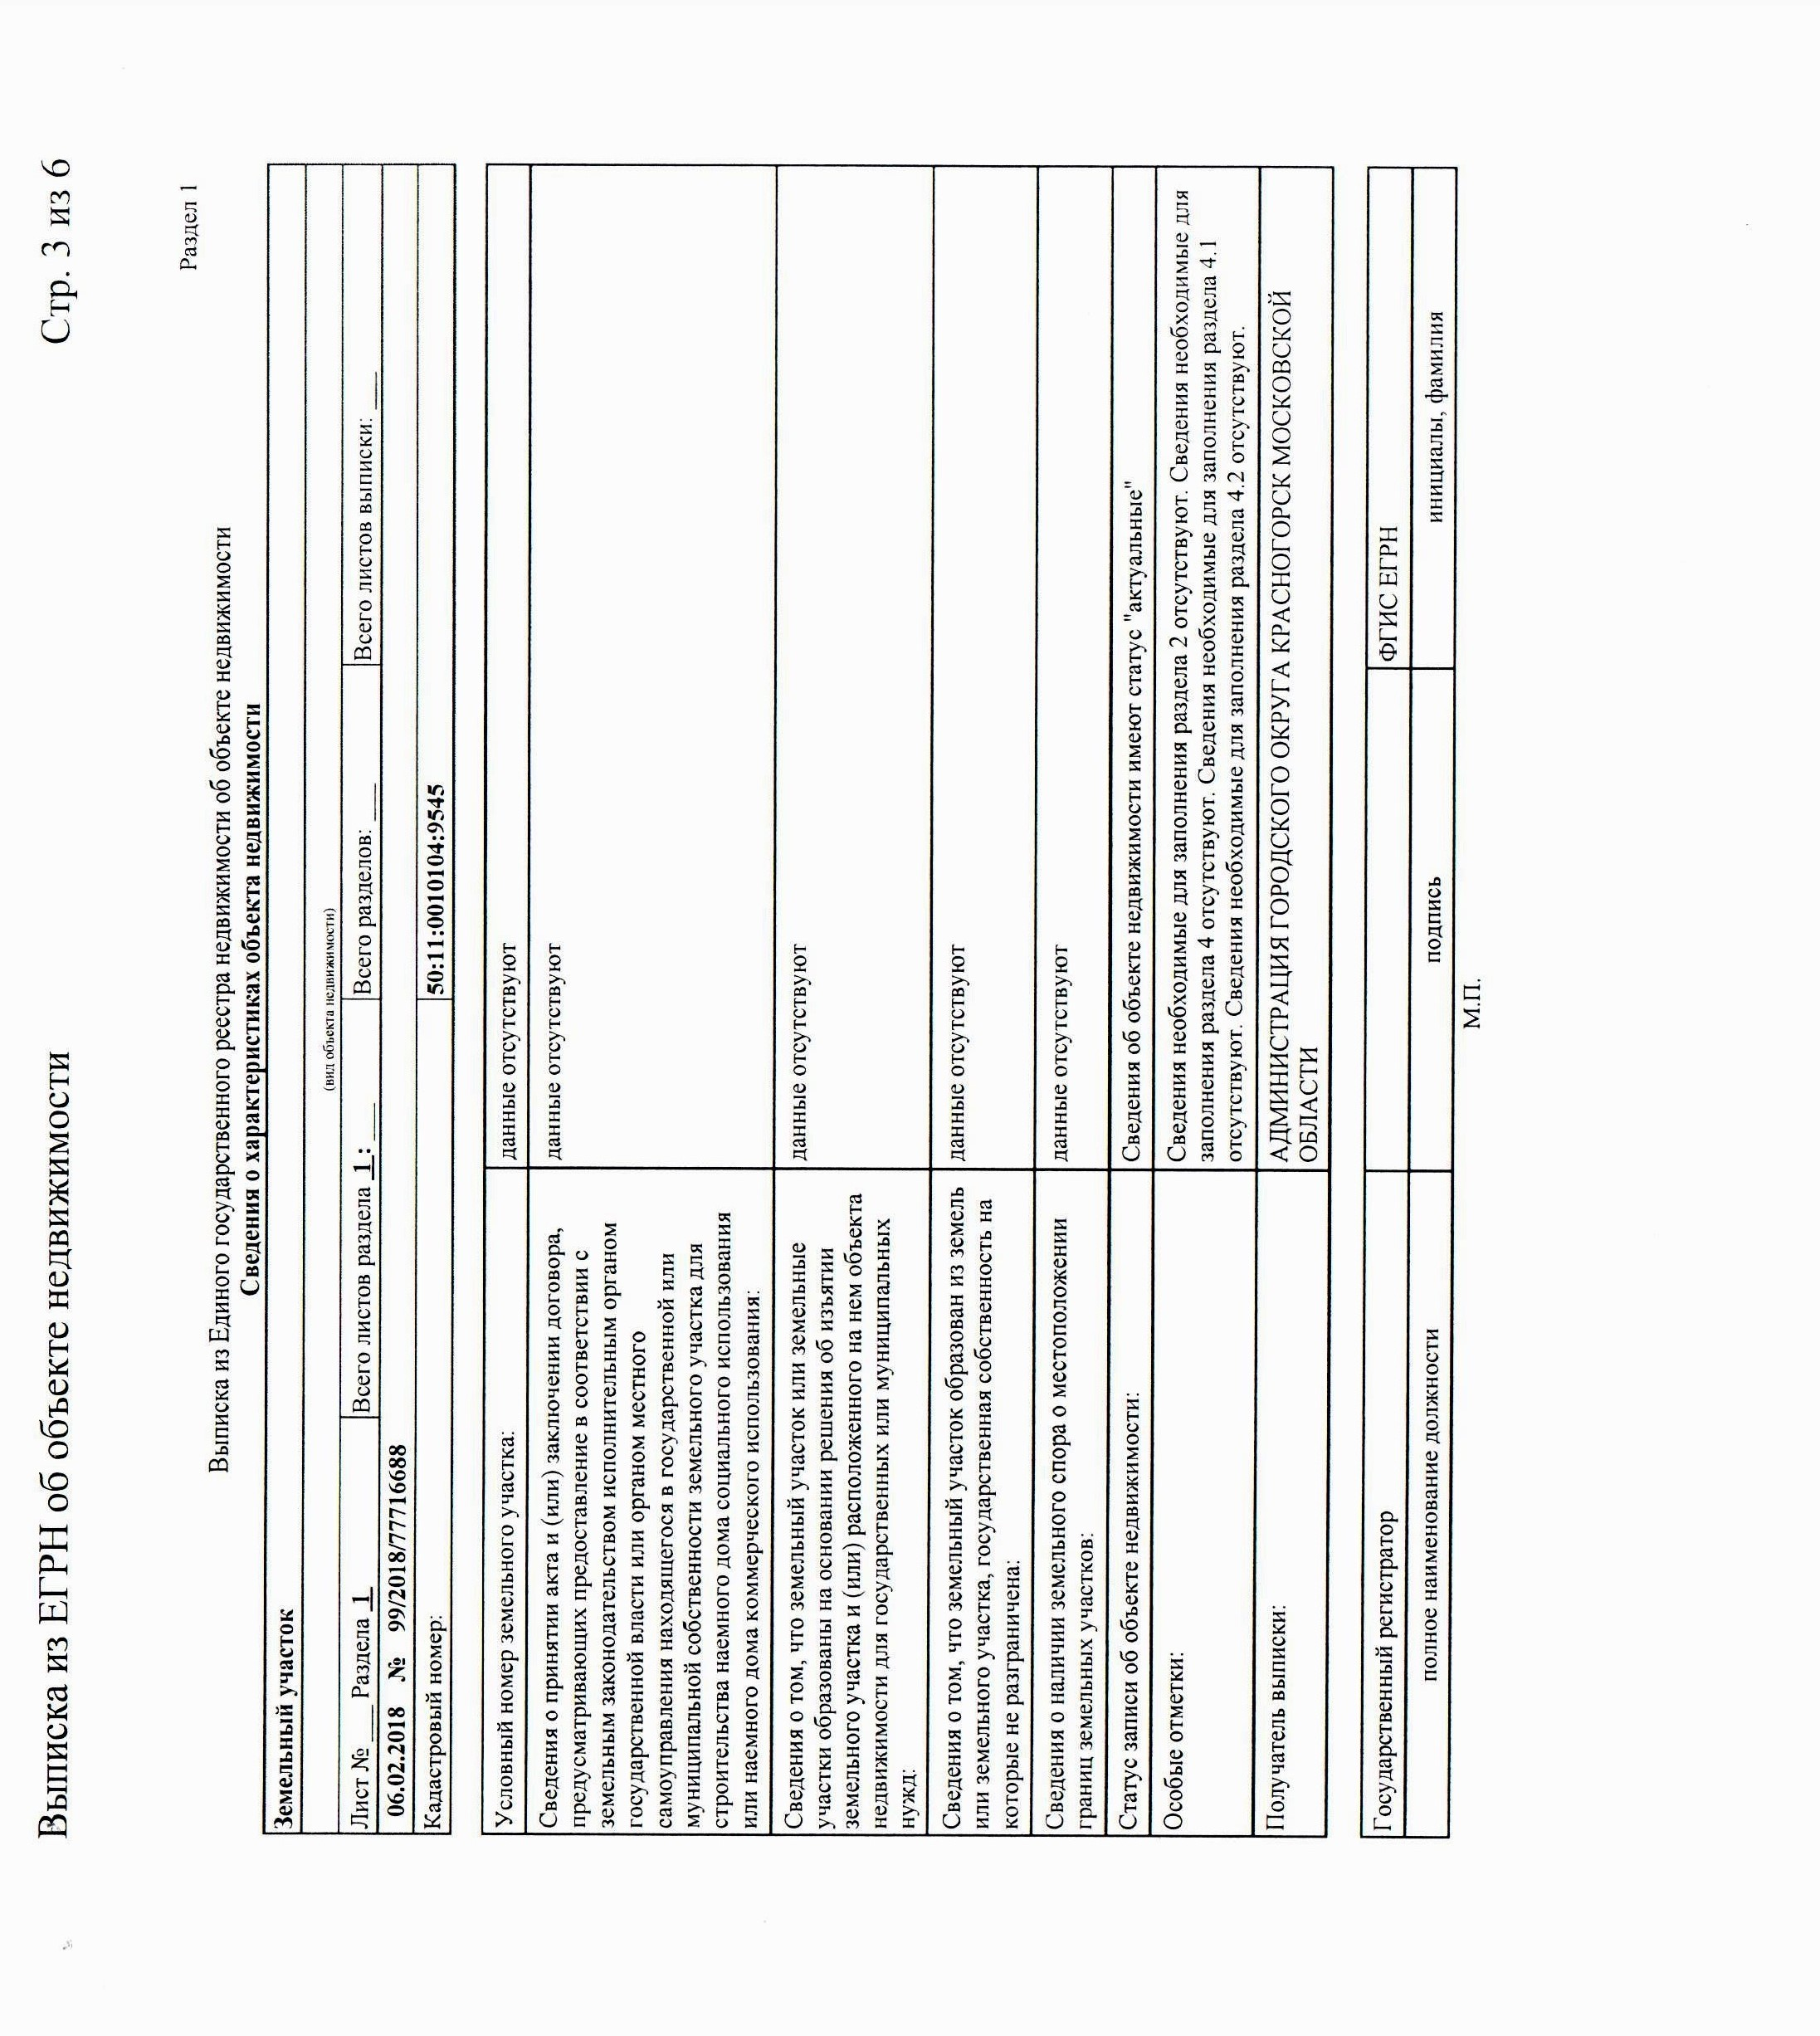 Выписка из ЕГРН об объекте недвижимости Стр. 3 из 6
Раздел 1
Выписка из Единого государственного реестра недвижимости об объекте недвижимости
Сведения о характеристиках объекта недвижимости
Земельный участок
(вид объекта недвижимости)
Лист № ___ Раздела 1 Всего листов раздела 1 : ___ Всего разделов: ___ Всего листов выписки: ___
06.02.2018 № 99/2018/77716688
Кадастровый номер: 50:11:0010104:9545
Условный номер земельного участка: данные отсутствуют
Сведения о принятии акта и (или) заключении договора, данные отсутствуют
предусматривающих предоставление в соответствии с
земельным законодательством исполнительным органом
государственной власти или органом местного
самоуправления находящегося в государственной или
муниципальной собственности земельного участка для
строительства наемного дома социального использования
или наемного дома коммерческого использования:
Сведения о том, что земельный участок или земельные данные отсутствуют
участки образованы на основании решения об изъятии
земельного участка и (или) расположенного на нем объекта
недвижимости для государственных или муниципальных
нужд:
Сведения о том, что земельный участок образован из земель данные отсутствуют
или земельного участка, государственная собственность на
которые не разграничена:
Сведения о наличии земельного спора о местоположении данные отсутствуют
границ земельных участков:
Статус записи об объекте недвижимости: Сведения об объекте недвижимости имеют статус "актуальные"
Особые отметки: Сведения необходимые для заполнения раздела 2 отсутствуют. Сведения необходимые для
заполнения раздела 4 отсутствуют. Сведения необходимые для заполнения раздела 4.1
отсутствуют. Сведения необходимые для заполнения раздела 4.2 отсутствуют.
Получатель выписки: АДМИНИСТРАЦИЯ ГОРОДСКОГО ОКРУГА КРАСНОГОРСК МОСКОВСКОЙ
ОБЛАСТИ
Государственный регистратор ФГИС ЕГРН
полное наименование должности подпись инициалы, фамилия
М.П.